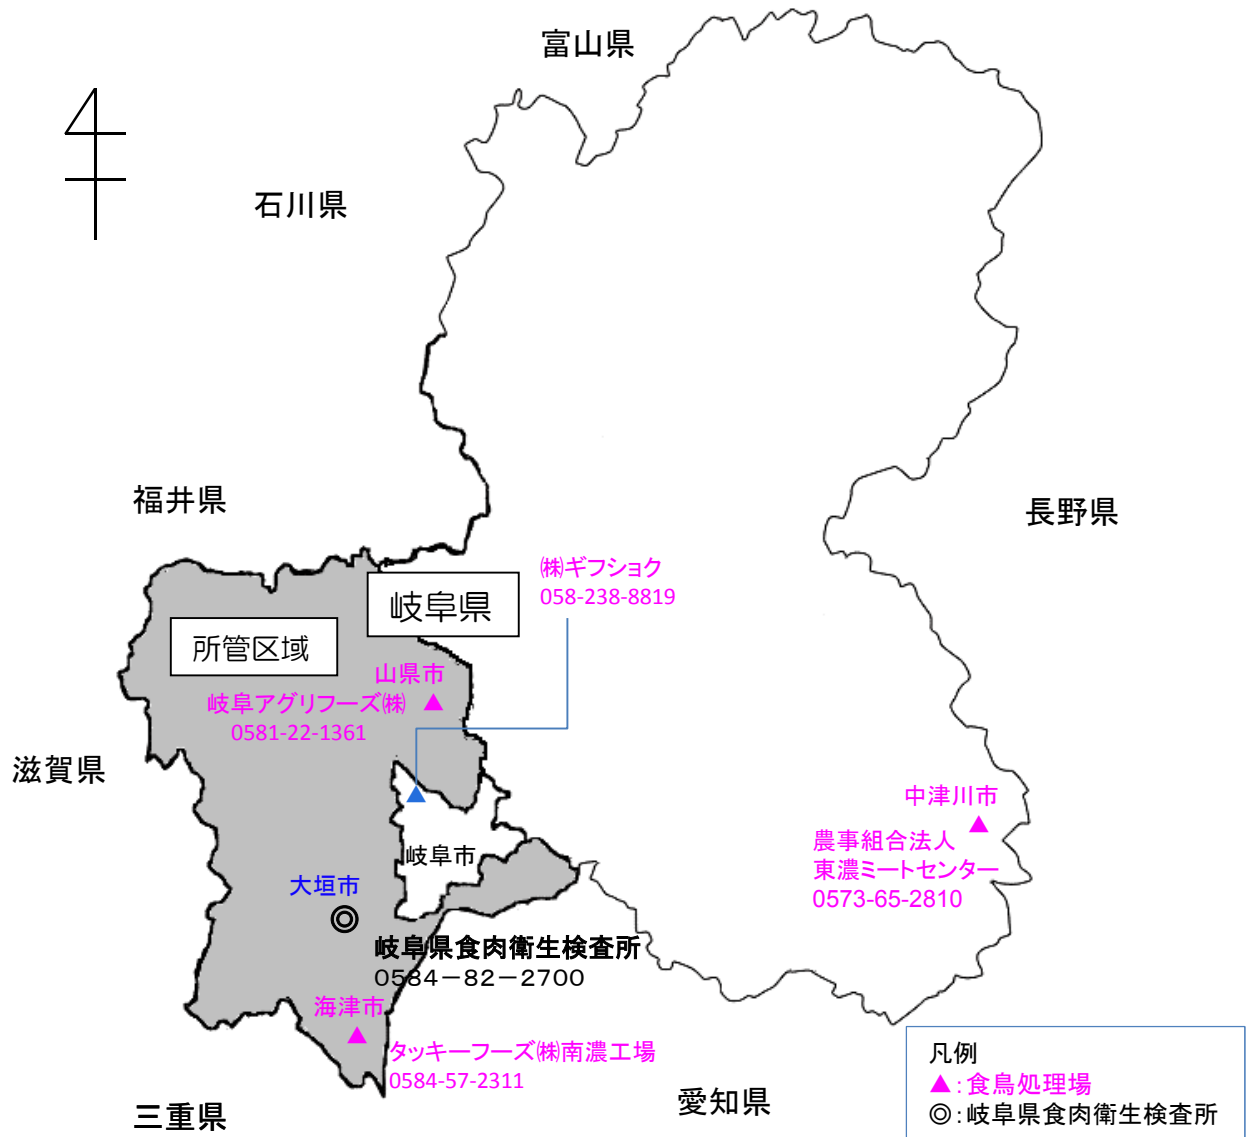 富山県
石川県
福井県
長野県
㈱ギフショク
058-238-8819
岐阜県
所管区域
山県市
岐阜アグリフーズ㈱
0581-22-1361
滋賀県
中津川市
農事組合法人
東濃ミートセンター
0573-65-2810
岐阜市
大垣市
岐阜県食肉衛生検査所
0584－82－2700
海津市
タッキーフーズ㈱南濃工場
0584-57-2311
愛知県
三重県
凡例
▲：食鳥処理場
◎：岐阜県食肉衛生検査所